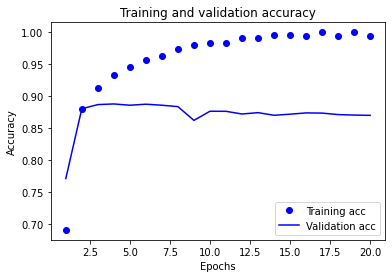 Training and validation accuracy
Accuracy
1.00
0.95
0.90
0.85
0.80
0.75
0.70
Training acc
Validation acc
2.5 5.0 7.5 10.0 12.5 15.0 17.5 20.0
Epochs